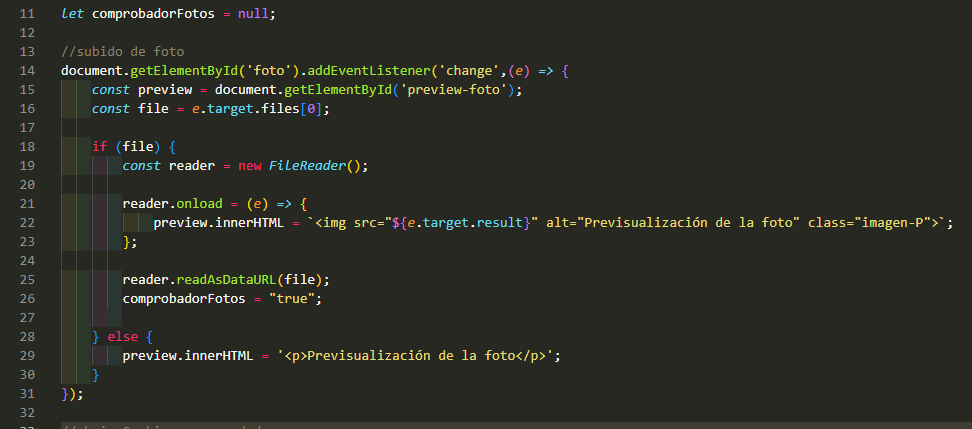 11 let comprobadorFotos = null;
12
13 //subido de foto
14 document.getElementById('foto').addEventListener('change',(e) => {
15 const preview = document.getElementById('preview-foto');
16 const file = e.target.files[0];
17
18 if (file) {
19 const reader = new FileReader();
20
21 reader.onload = (e) => {
22 preview.innerHTML = `<img src="${e.target.result}" alt="Previsualización de la foto" class="imagen-P">`;
23 };
24
25 reader.readAsDataURL(file);
26 comprobadorFotos = "true";
27
28 } else {
29 preview.innerHTML = '<p>Previsualización de la foto</p>';
30 }
31 });
32